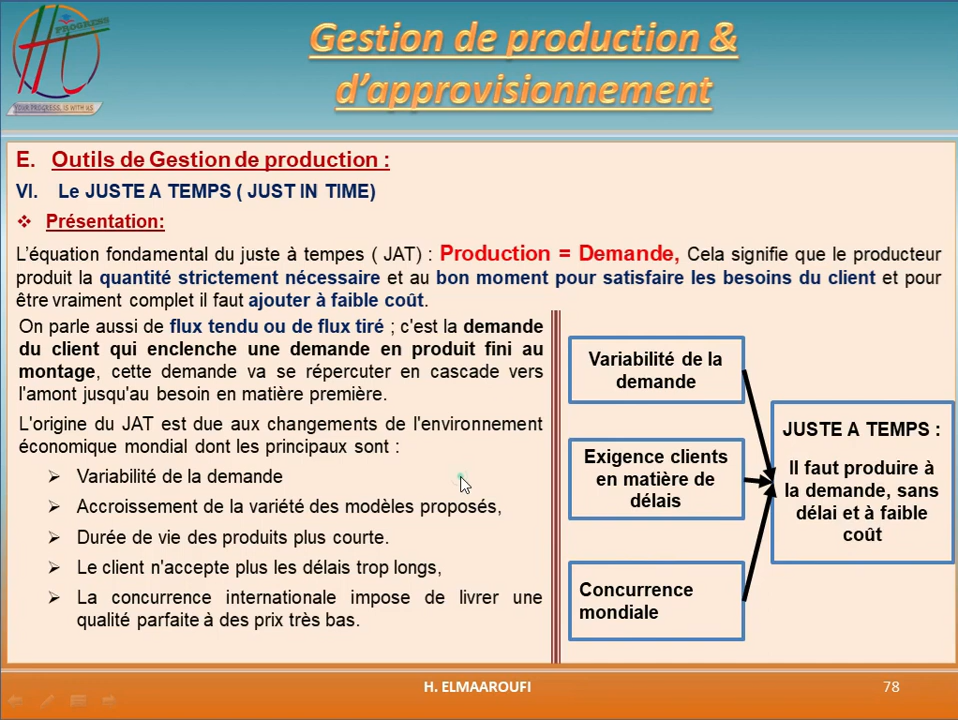 PROGRESS
YOUR PROGRESS, IS WITH US
Gestion de production &
d’approvisionnement
E. Outils de Gestion de production :
VI. Le JUSTE A TEMPS ( JUST IN TIME)
❖ Présentation:
L’équation fondamental du juste à tempes ( JAT) : Production = Demande, Cela signifie que le producteur
produit la quantité strictement nécessaire et au bon moment pour satisfaire les besoins du client et pour
être vraiment complet il faut ajouter à faible coût.
On parle aussi de flux tendu ou de flux tiré ; c'est la demande
du client qui enclenche une demande en produit fini au
montage, cette demande va se répercuter en cascade vers
l'amont jusqu'au besoin en matière première.
L'origine du JAT est due aux changements de l'environnement
économique mondial dont les principaux sont :
➢ Variabilité de la demande
➢ Accroissement de la variété des modèles proposés,
➢ Durée de vie des produits plus courte.
➢ Le client n'accepte plus les délais trop longs,
➢ La concurrence internationale impose de livrer une
qualité parfaite à des prix très bas.
Variabilité de la
demande
Exigence clients
en matière de
délais
Concurrence
mondiale
JUSTE A TEMPS :
Il faut produire à
la demande, sans
délai et à faible
coût
H. ELMAAROUFI
78